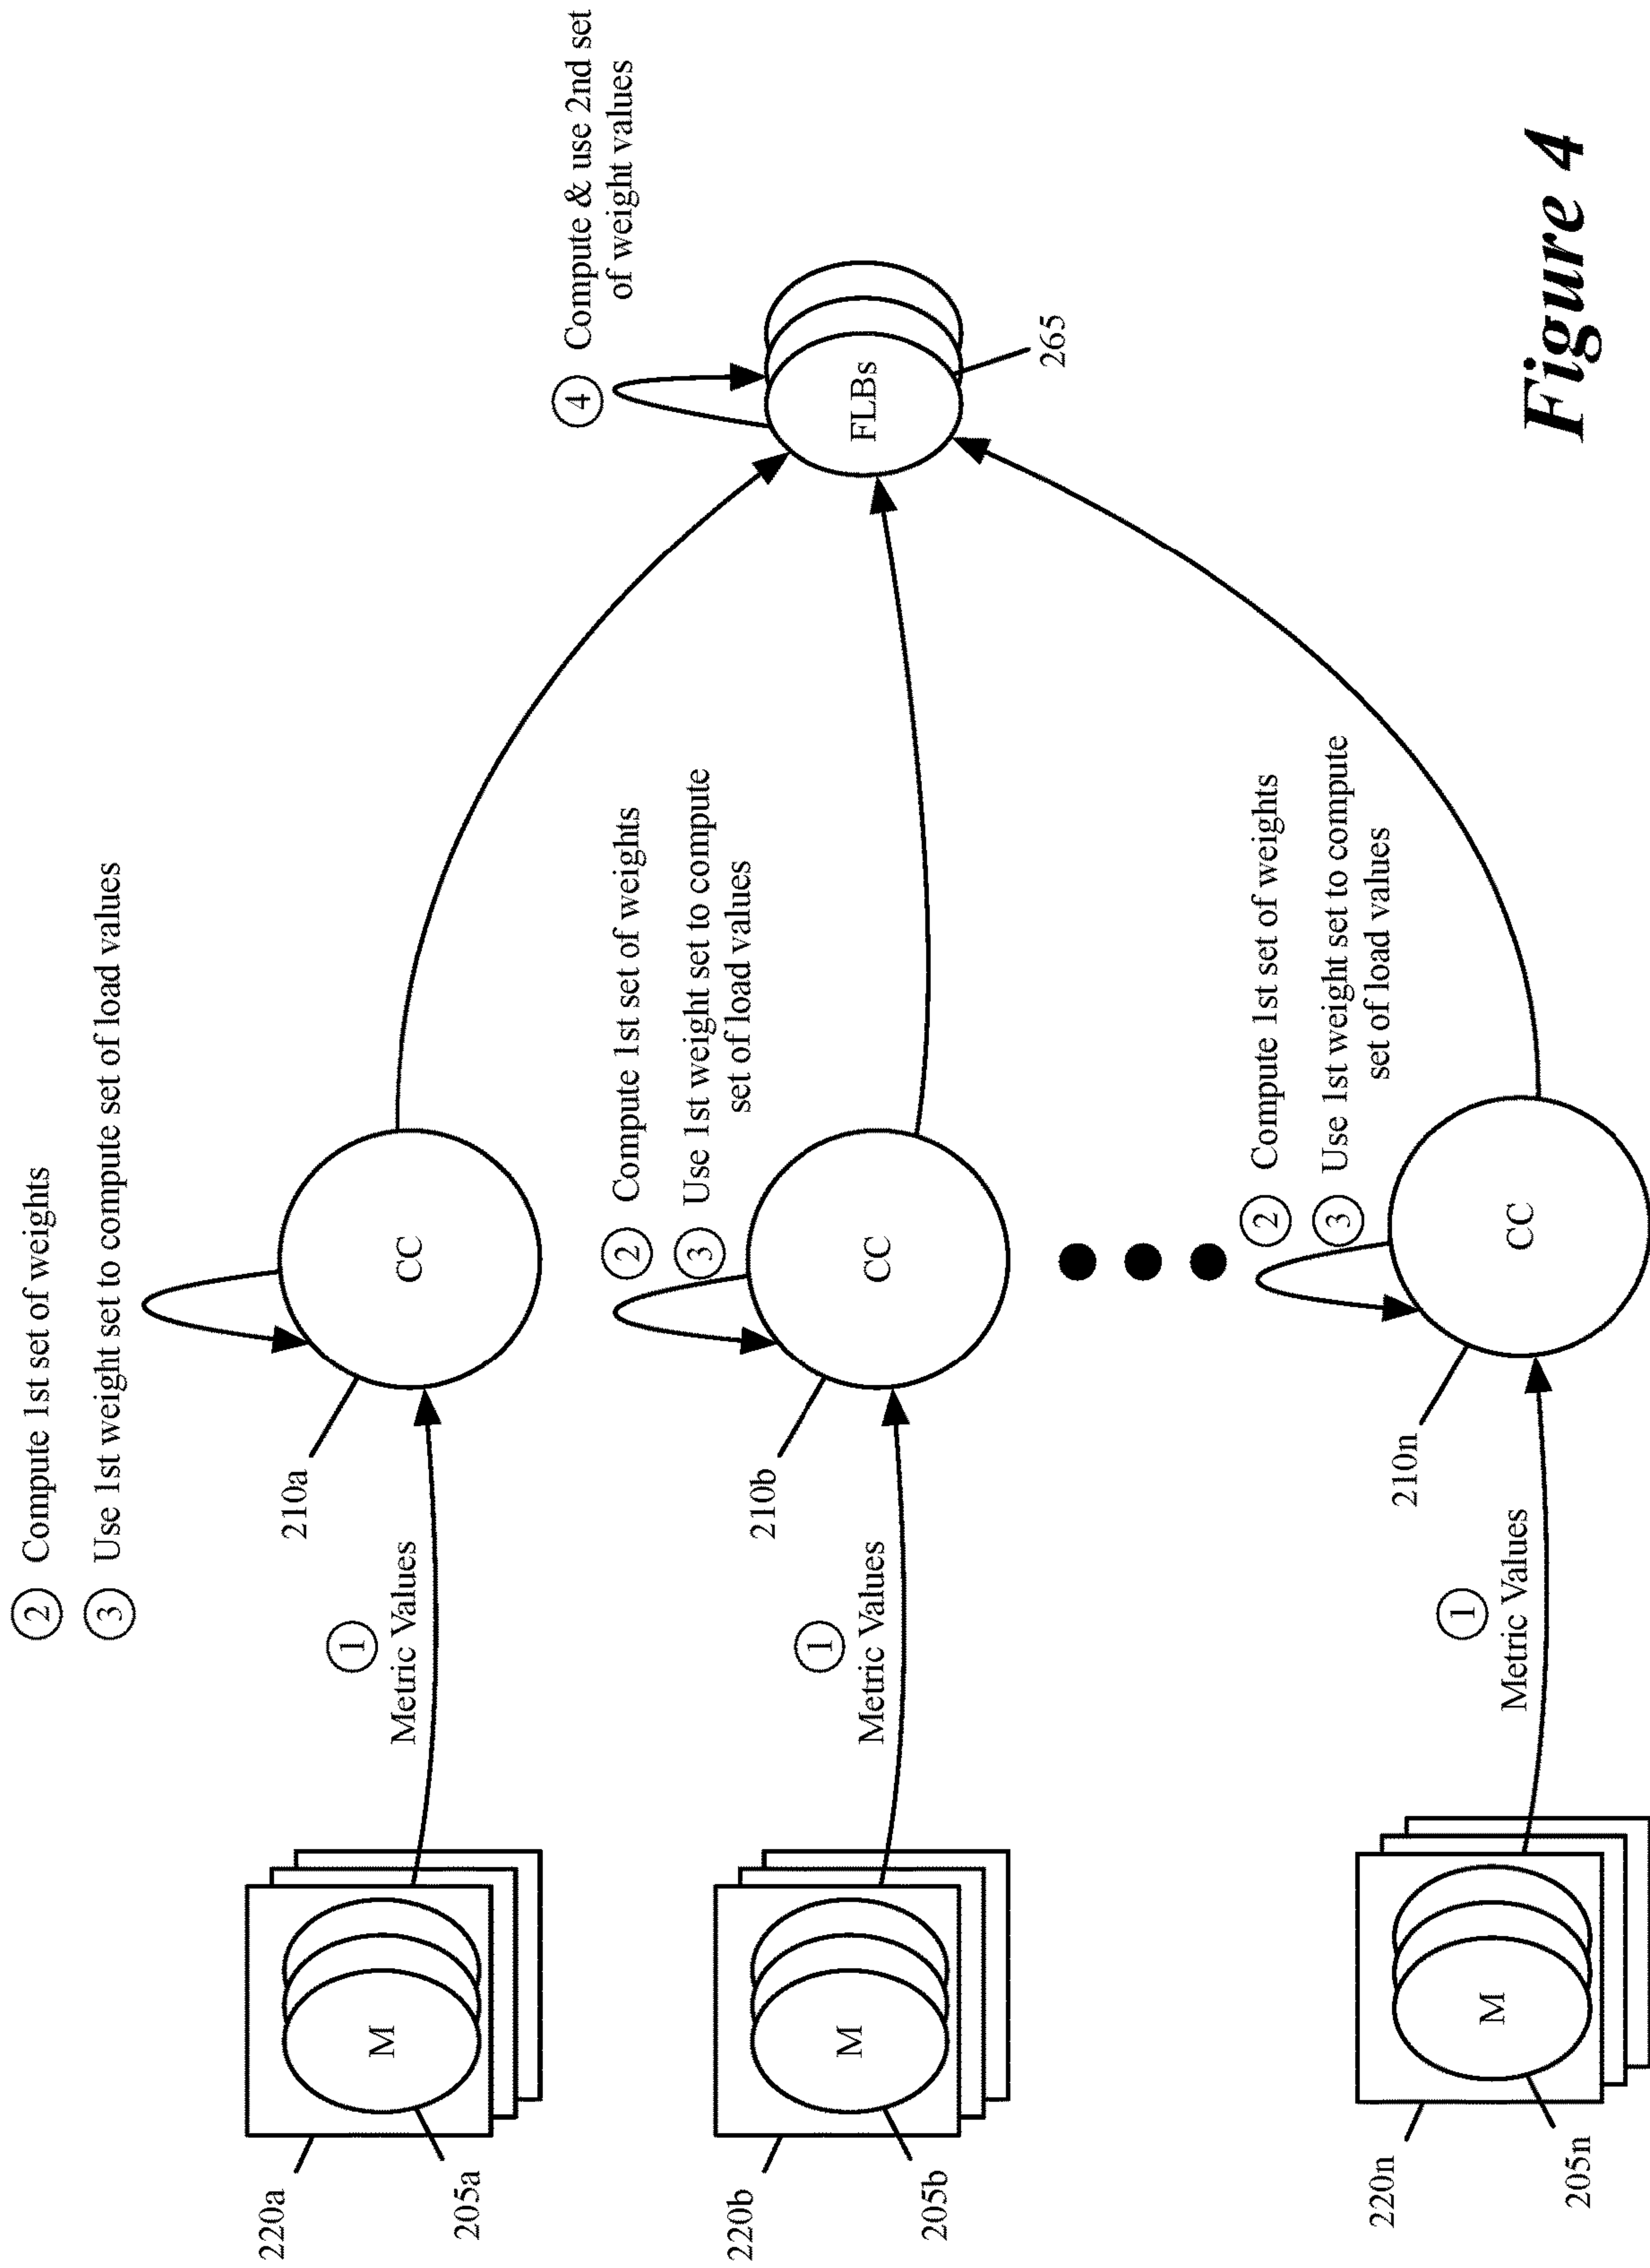 ② Compute 1st set of weights
③ Use 1st weight set to compute set of load values
220a
205a
M
① 
Metric Values
210a
CC
② Compute 1st set of weights
③ Use 1st weight set to compute
set of load values
④ Compute & use 2nd set
of weight values
220b
205b
M
①
Metric Values
210b
CC
FLBs
265
② Compute 1st set of weights
③ Use 1st weight set to compute
set of load values
220n
205n
M
①
Metric Values
210n
CC
Figure 4